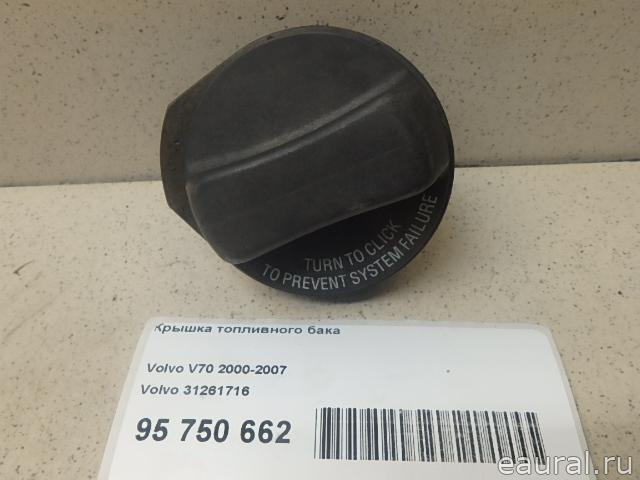 TURN TO CLICK
TO PREVENT SYSTEM FAILURE
Крышка топливного бака
Volvo V70 2000-2007
Volvo 31261716
95 750 662
eaural.ru